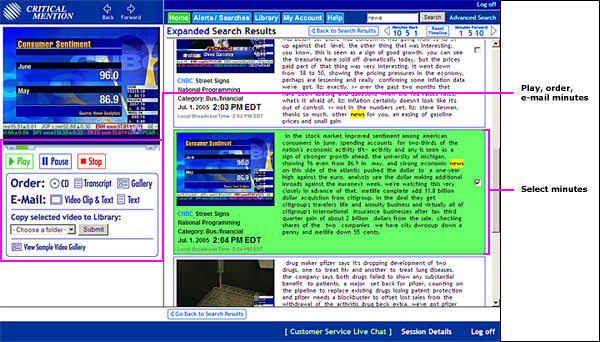 CRITICAL
MENTION
Back Forward
Log off
Home Alerts / Searches Library My Account Help news Search Advanced Search
Expanded Search Results Back to Search Results Minutes Back 10 5 1 Reset Timeline Minutes Forward 1 5 10
Consumer Sentiment
June
96.0
May
86.9
Source: Haver Analytics
Play Pause Stop
Order: CD Transcript Gallery
E-Mail: Video Clip & Text Text
Copy selected video to Library:
- Choose a folder - Submit
View Sample Video Gallery
up against that level. the other thing that was interesting,
you know, this is seen as a sign of good growth. you can see
the treasuries have sold off dramatically today. but the prices
paid part of that thing was very interesting. it went down
from 58 to 50, showing the pricing pressures in the economy,
perhaps are lessening and really confirming some inflation data
we've got. liz: exactly. >> over the past two months that
whats it afraid of. liz: inflation certainly doesn't look like its
out of control. >> not in the numbers yet. liz: steve liesman,
thanks so much. other news for you, an easing of gasoline
prices and small gain
CNBC Street Signs
National Programming
Category: Bus./financial
Jul. 1, 2005 2:03 PM EDT
Local Broadcast Time: 2:03 PM
in the stock market improved sentiment among american
consumers in june. spending accounts for two-thirds of the
nation's economic activity tft~ activity and any is seen as a
sign of stronger growth ahead. the university of michigan,
showing 96 even from 86.9 in may. and strong economic news
on this side of the atlantic pushed the dollar to a one-year
high against the euro. analysts see the dollar making additional
inroads against the euronext week. we're watching this very
closely in advance of that. metlife complete add 11.8 billion
dollar acquisition from citigroup. in the deal they get
citigroup's travelers life and annuity business and virtually all of
citigroup's international insurance businesses after tax third
quarter gain of about 2 billion dollars from the sale. checking
shares of the two companies we have city dwrooup down a
penny and metlife down 55 cents.
Consumer Sentiment
96.0
86.9
CNBC Street Signs
National Programming
Category: Bus./financial
Jul. 1, 2005 2:04 PM EDT
Local Broadcast Time: 2:04 PM
drug maker pfizer says it's dropping development of two
drugs, one to treat hiv and another to treat lung diseases.
the company says both drugs failed to show any substantial
benefit to patients. a major set back for pfizer, counting on
the pipeline to replace existing drugs losing patent protection
and pfizer needs a blockbuster to offset lost sales from the
withdrawal of the arthritis drug beck extra. we've got pfizer
Go Back to Search Results
[ Customer Service Live Chat ] Session Details Log off
Play, order,
e-mail minutes
Select minutes